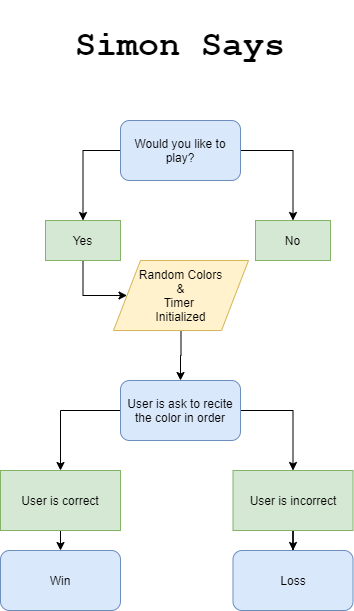 Simon Says
Would you like to
play?
Yes
No
Random Colors
&
Timer
Initialized
User is ask to recite
the color in order
User is correct
User is incorrect
Win
Loss